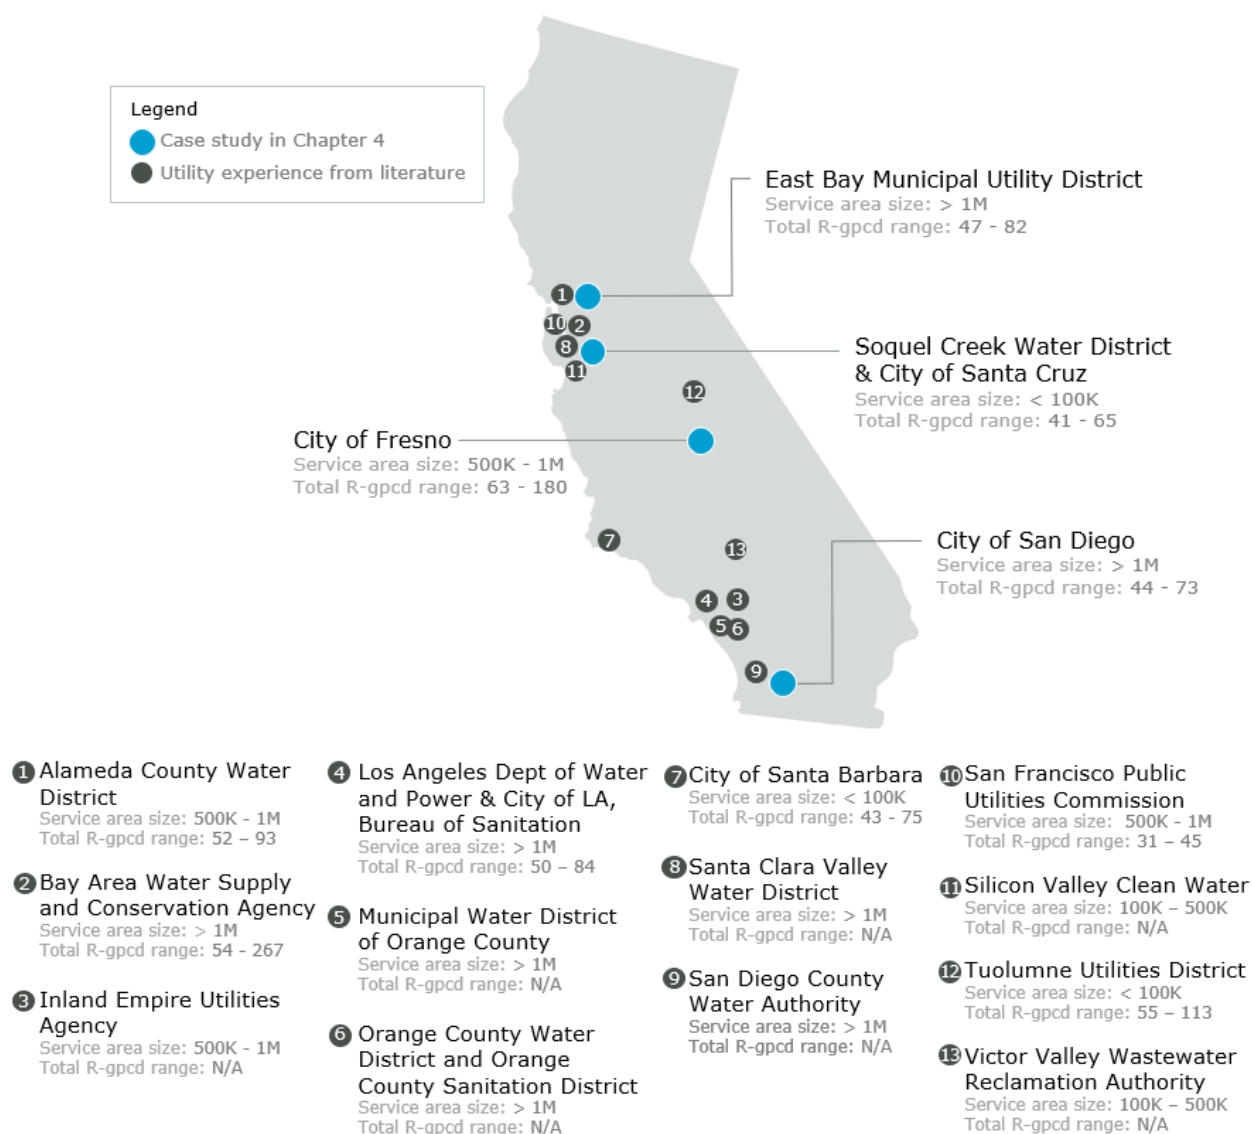 Legend
Case study in Chapter 4
Utility experience from literature
East Bay Municipal Utility District
Service area size: > 1M
Total R-gpcd range: 47 - 82
Soquel Creek Water District
& City of Santa Cruz
Service area size: < 100K
Total R-gpcd range: 41 - 65
City of Fresno
Service area size: 500K - 1M
Total R-gpcd range: 63 - 180
City of San Diego
Service area size: > 1M
Total R-gpcd range: 44 - 73
1
10
2
8
11
12
7
13
4
3
5
6
9
1 Alameda County Water
District
Service area size: 500K - 1M
Total R-gpcd range: 52 – 93
2 Bay Area Water Supply
and Conservation Agency
Service area size: > 1M
Total R-gpcd range: 54 - 267
3 Inland Empire Utilities
Agency
Service area size: 500K - 1M
Total R-gpcd range: N/A
4 Los Angeles Dept of Water
and Power & City of LA,
Bureau of Sanitation
Service area size: > 1M
Total R-gpcd range: 50 – 84
5 Municipal Water District
of Orange County
Service area size: > 1M
Total R-gpcd range: N/A
6 Orange County Water
District and Orange
County Sanitation District
Service area size: > 1M
Total R-gpcd range: N/A
7 City of Santa Barbara
Service area size: < 100K
Total R-gpcd range: 43 - 75
8 Santa Clara Valley
Water District
Service area size: > 1M
Total R-gpcd range: N/A
9 San Diego County
Water Authority
Service area size: > 1M
Total R-gpcd range: N/A
10 San Francisco Public
Utilities Commission
Service area size: 500K - 1M
Total R-gpcd range: 31 – 45
11 Silicon Valley Clean Water
Service area size: 100K – 500K
Total R-gpcd range: N/A
12 Tuolumne Utilities District
Service area size: < 100K
Total R-gpcd range: 55 – 113
13 Victor Valley Wastewater
Reclamation Authority
Service area size: 100K – 500K
Total R-gpcd range: N/A